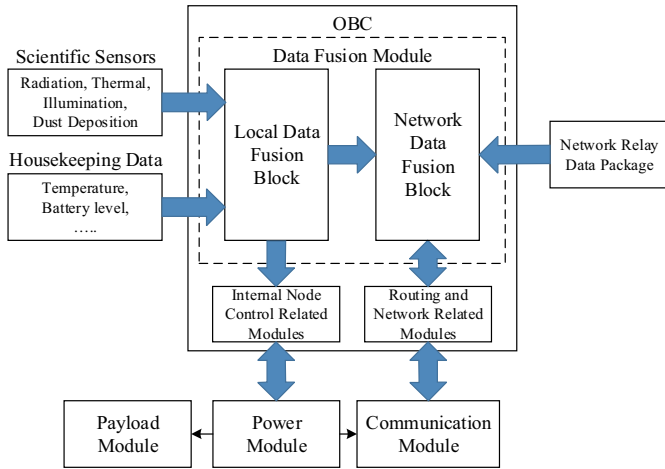 OBC
Data Fusion Module
Scientific Sensors
Radiation, Thermal,
Illumination,
Dust Deposition
Housekeeping Data
Temperature,
Battery level,
…..
Local Data
Fusion
Block
Network
Data
Fusion
Block
Network Relay
Data Package
Internal Node
Control Related
Modules
Routing and
Network Related
Modules
Payload
Module
Power
Module
Communication
Module